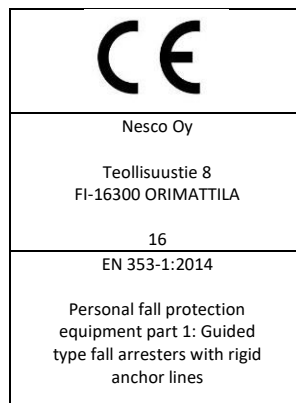 CE
Nesco Oy
Teollisuustie 8
FI-16300 ORIMATTILA
16
EN 353-1:2014
Personal fall protection
equipment part 1: Guided
type fall arresters with rigid
anchor lines